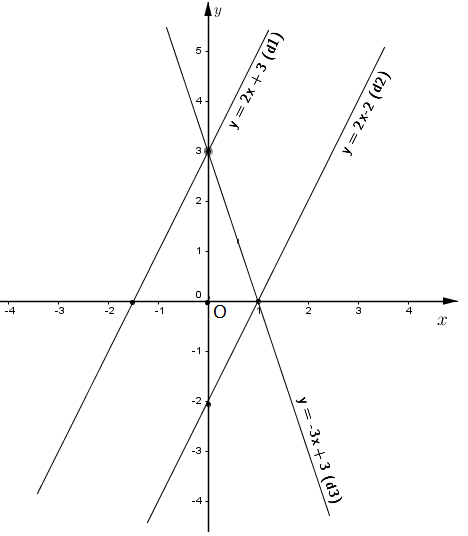 y
5
y = 2x + 3 (d1)
y = 2x-2 (d2)
4
3
2
1
0
-4 -3 -2 -1 O 1 2 3 4 x
-1
-2
y = -3x + 3 (d3)
-3
-4